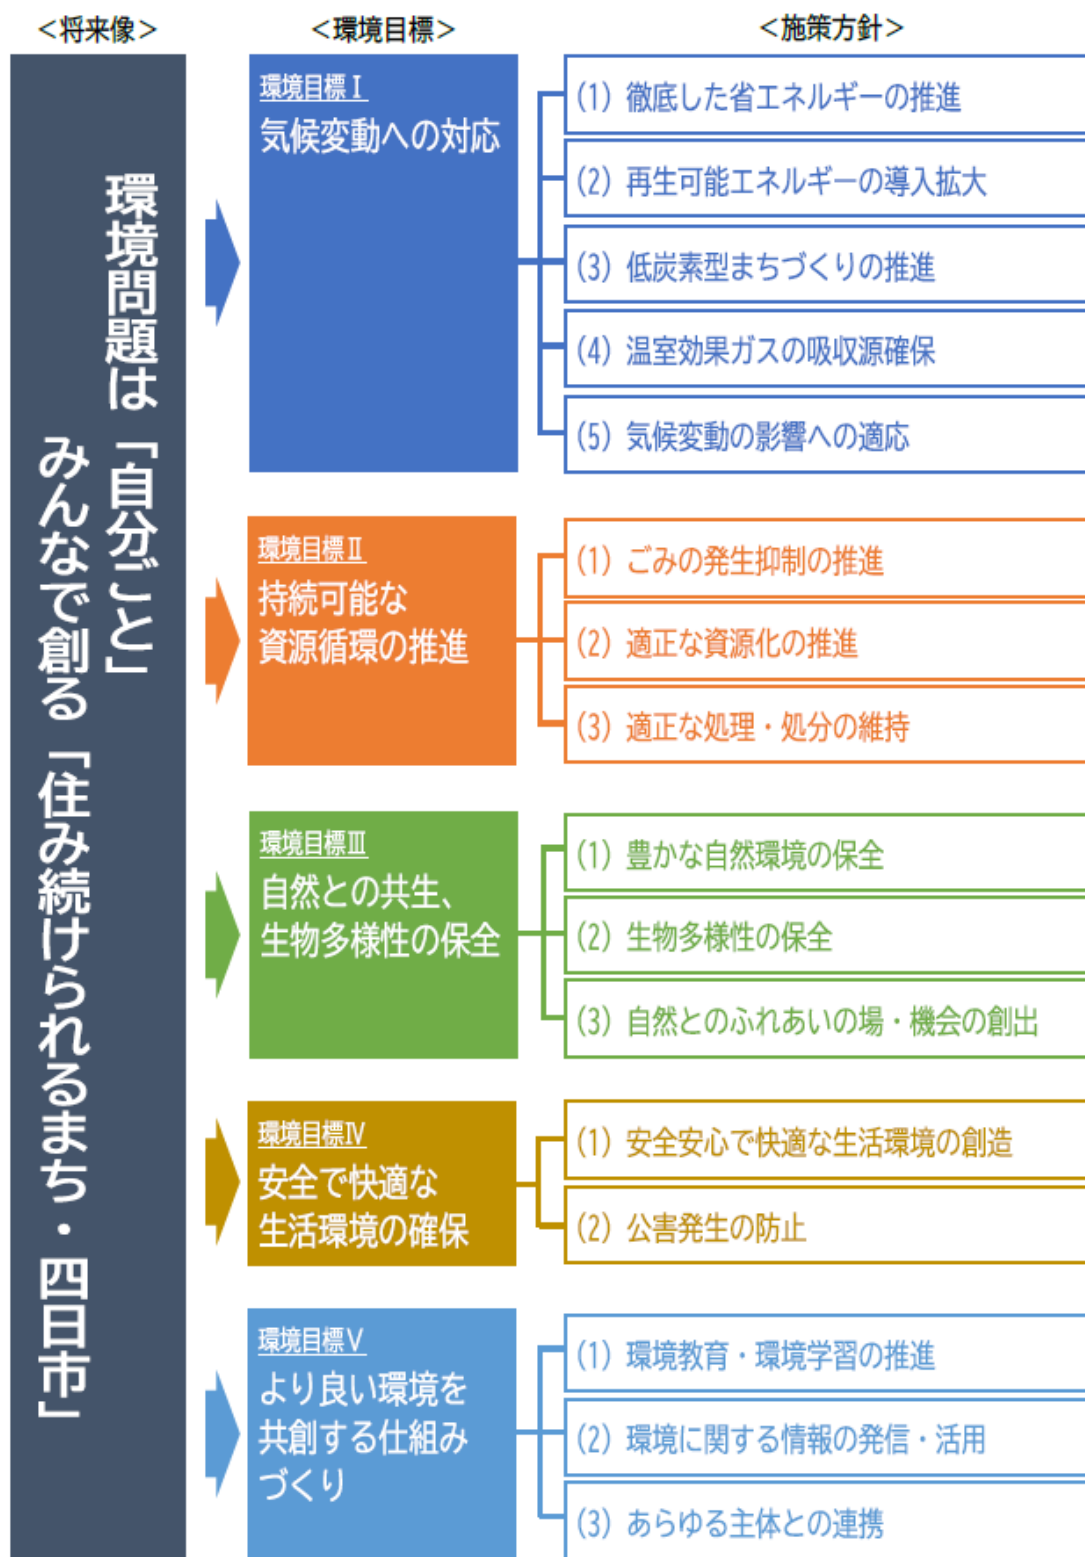 ＜将来像＞
＜環境目標＞
＜施策方針＞
環境問題は「自分ごと」
みんなで創る「住み続けられるまち・四日市」
環境目標Ⅰ
気候変動への対応
(1) 徹底した省エネルギーの推進
(2) 再生可能エネルギーの導入拡大
(3) 低炭素型まちづくりの推進
(4) 温室効果ガスの吸収源確保
(5) 気候変動の影響への適応
環境目標Ⅱ
持続可能な
資源循環の推進
(1) ごみの発生抑制の推進
(2) 適正な資源化の推進
(3) 適正な処理・処分の維持
環境目標Ⅲ
自然との共生、
生物多様性の保全
(1) 豊かな自然環境の保全
(2) 生物多様性の保全
(3) 自然とのふれあいの場・機会の創出
環境目標Ⅳ
安全で快適な
生活環境の確保
(1) 安全安心で快適な生活環境の創造
(2) 公害発生の防止
環境目標Ⅴ
より良い環境を
共創する仕組み
づくり
(1) 環境教育・環境学習の推進
(2) 環境に関する情報の発信・活用
(3) あらゆる主体との連携